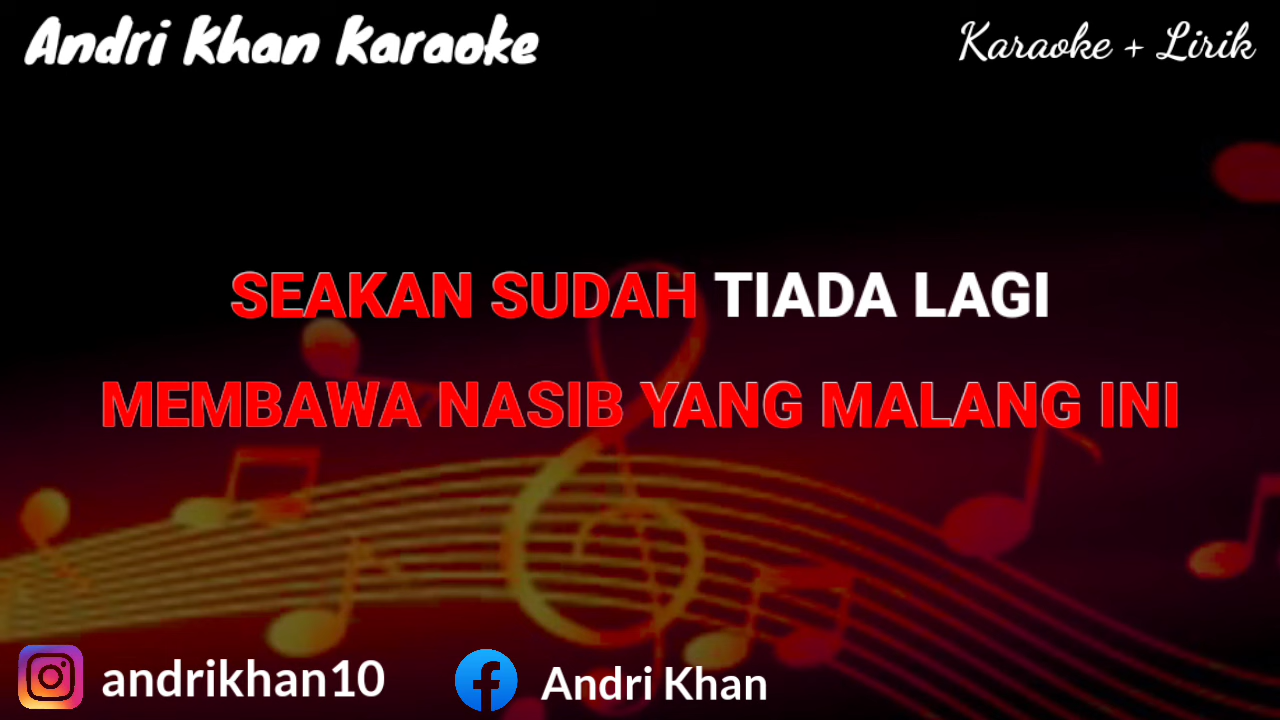 Andri Khan Karaoke
Karaoke + Lirik
SEAKAN SUDAH TIADA LAGI
MEMBAWA NASIB YANG MALANG INI
andrikhan10
Andri Khan